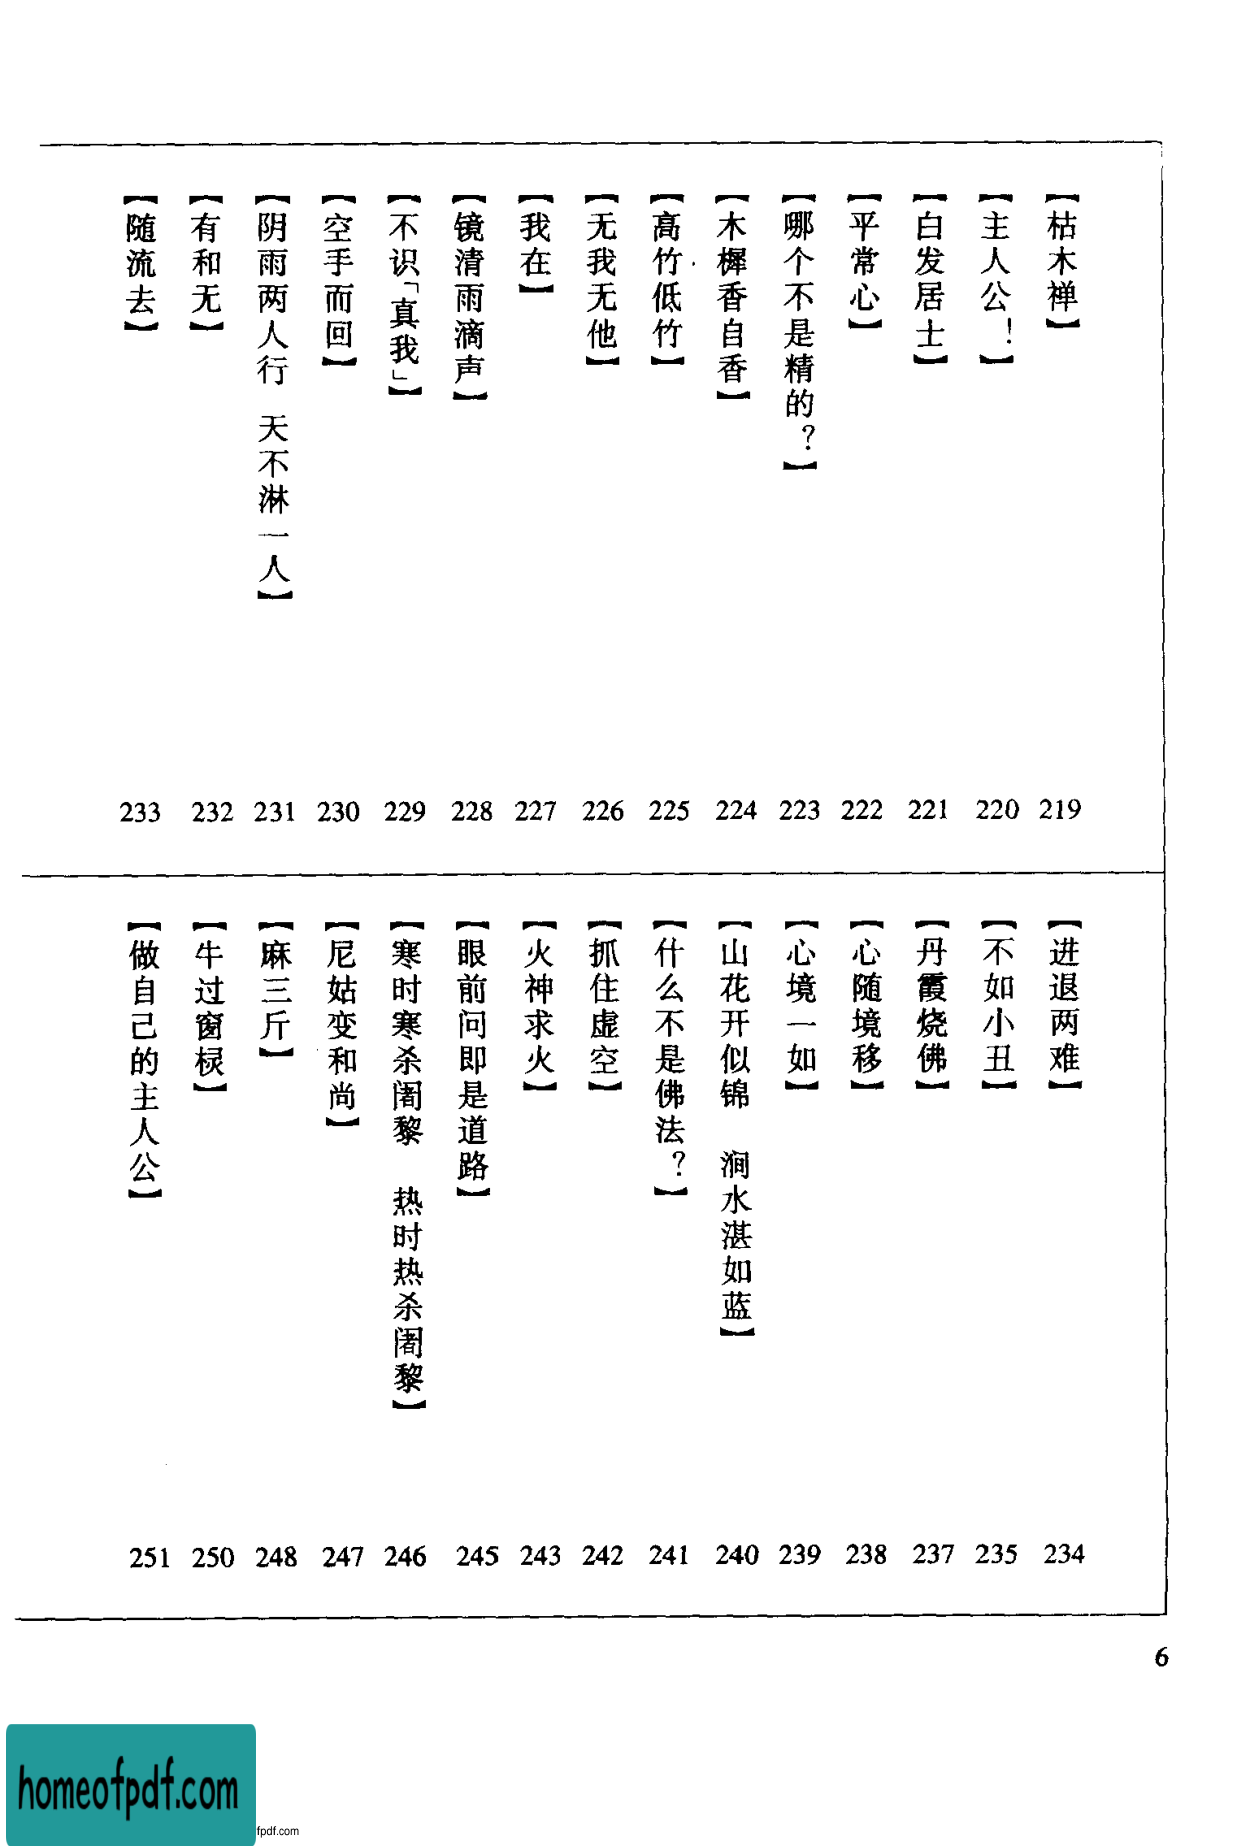 【枯木禅】 219
【主人公！】 220
【白发居士】 221
【平常心】 222
【哪个不是精的？】 223
【木樨香自香】 224
【高竹低竹】 225
【无我无他】 226
【我在】 227
【镜清雨滴声】 228
【不识「真我」】 229
【空手而回】 230
【阴雨两人行 天不淋一人】 231
【有和无】 232
【随流去】 233
【进退两难】 234
【不如小丑】 235
【丹霞烧佛】 237
【心随境移】 238
【心境一如】 239
【山花开似锦 涧水湛如蓝】 240
【什么不是佛法？】 241
【抓住虚空】 242
【火神求火】 243
【眼前问即是道路】 245
【寒时寒杀阇黎 热时热杀阇黎】 246
【尼姑变和尚】 247
【麻三斤】 248
【牛过窗棂】 250
【做自己的主人公】 251
6
homeofpdf.com
fpdf.com